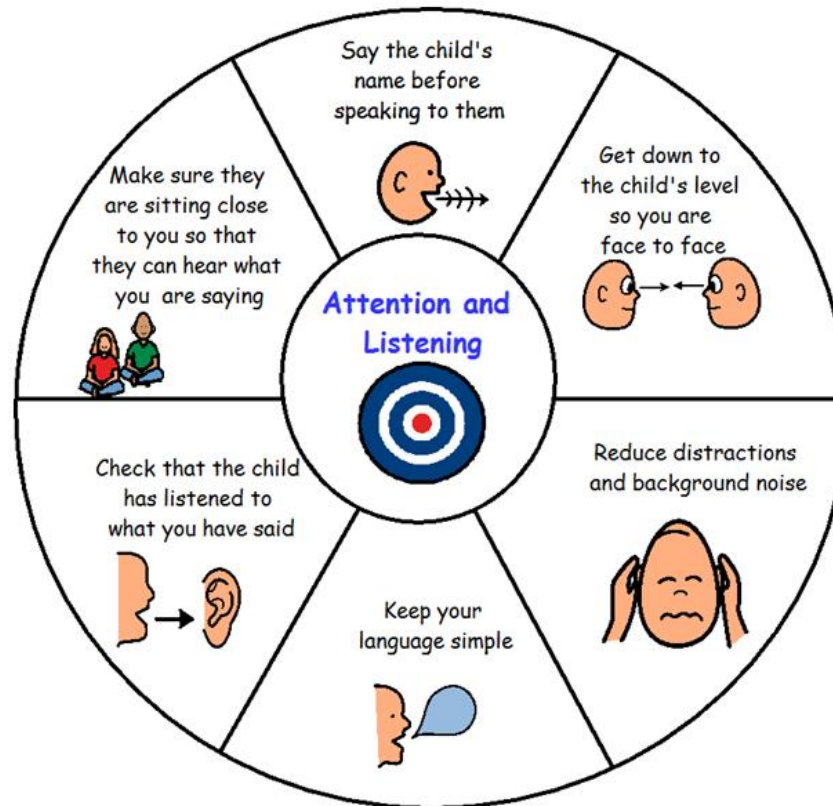 Say the child's
name before
speaking to them
Get down to
the child's level
so you are
face to face
Reduce distractions
and background noise
Keep your
language simple
Check that the child
has listened to
what you have said
Make sure they
are sitting close
to you so that
they can hear what
you are saying
Attention and
Listening